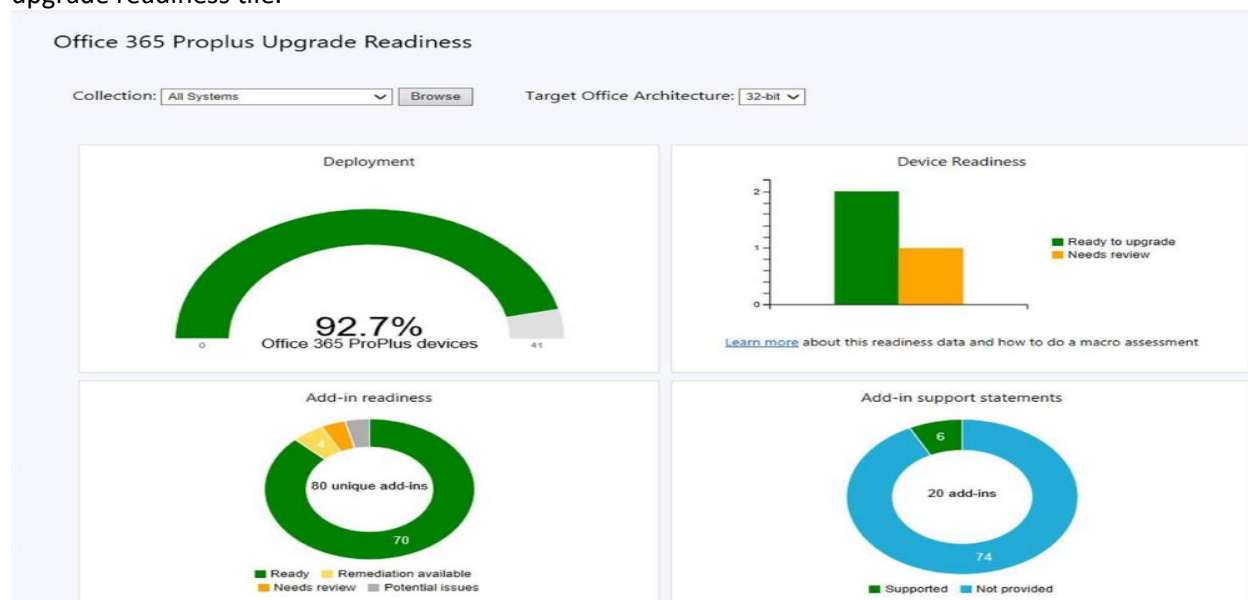 upgrade readiness tile.
Office 365 Proplus Upgrade Readiness
Collection: All Systems Browse Target Office Architecture: 32-bit
Deployment
92.7%
Office 365 ProPlus devices
0 41
Device Readiness
2
1
0
Ready to upgrade
Needs review
Learn more about this readiness data and how to do a macro assessment
Add-in readiness
4
80 unique add-ins
70
Ready Remediation available
Needs review Potential issues
Add-in support statements
6
20 add-ins
74
Supported Not provided